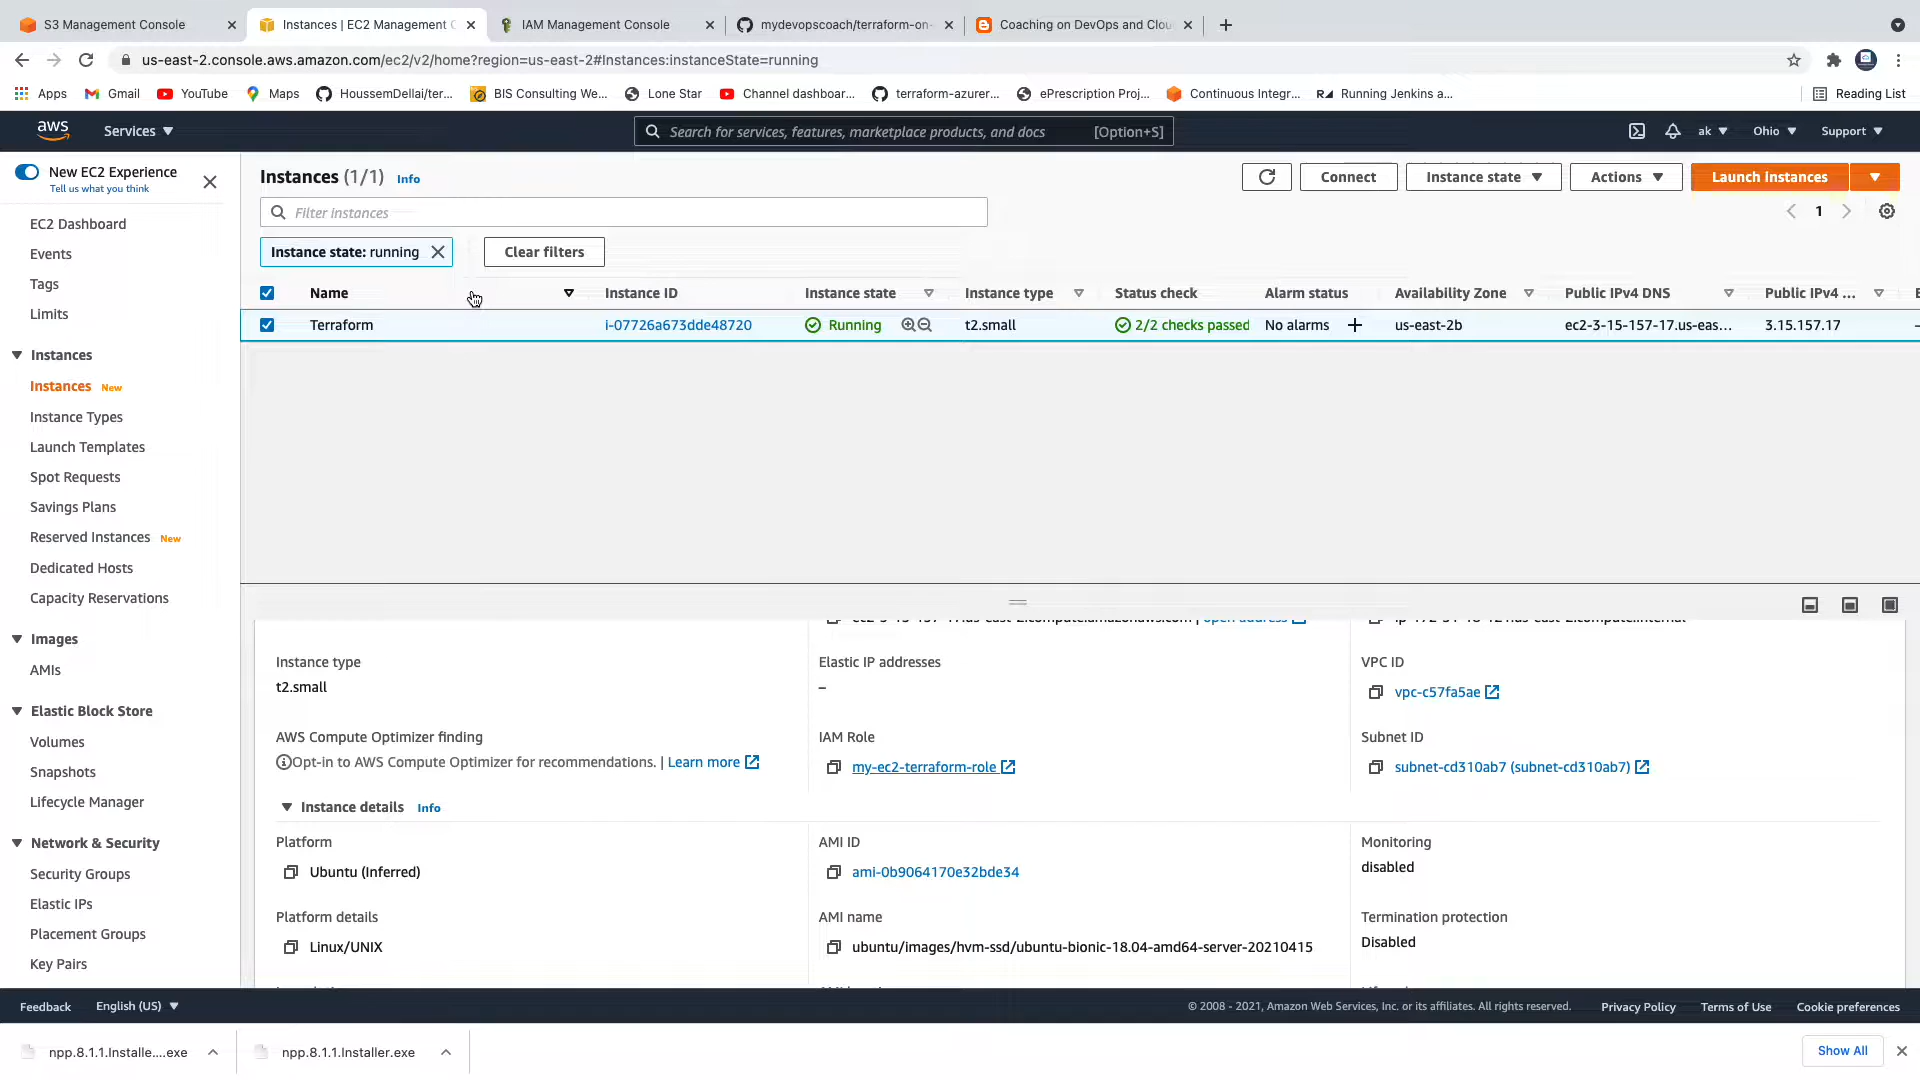 S3 Management Console
Instances | EC2 Management C
IAM Management Console
mydevopscoach/terraform-on-
Coaching on DevOps and Clou
us-east-2.console.aws.amazon.com/ec2/v2/home?region=us-east-2#Instances:instanceState=running
Apps
Gmail
YouTube
Maps
HoussemDellai/ter...
BIS Consulting We...
Lone Star
Channel dashboar...
terraform-azurer...
ePrescription Proj...
Continuous Integr...
Running Jenkins a...
Reading List
aws
Services
Search for services, features, marketplace products, and docs
[Option+S]
ak
Ohio
Support
New EC2 Experience
Tell us what you think
EC2 Dashboard
Events
Tags
Limits
Instances
Instances New
Instance Types
Launch Templates
Spot Requests
Savings Plans
Reserved Instances New
Dedicated Hosts
Capacity Reservations
Images
AMIs
Elastic Block Store
Volumes
Snapshots
Lifecycle Manager
Network & Security
Security Groups
Elastic IPs
Placement Groups
Key Pairs
Instances (1/1) Info
Connect
Instance state
Actions
Launch Instances
Filter instances
1
Instance state: running
Clear filters
Name
Instance ID
Instance state
Instance type
Status check
Alarm status
Availability Zone
Public IPv4 DNS
Public IPv4 ...
Terraform
i-07726a673dde48720
Running
t2.small
2/2 checks passed
No alarms
us-east-2b
ec2-3-15-157-17.us-eas...
3.15.157.17
Instance type
t2.small
Elastic IP addresses
–
VPC ID
vpc-c57fa5ae
AWS Compute Optimizer finding
Opt-in to AWS Compute Optimizer for recommendations. | Learn more
IAM Role
my-ec2-terraform-role
Subnet ID
subnet-cd310ab7 (subnet-cd310ab7)
Instance details Info
Platform
Ubuntu (Inferred)
AMI ID
ami-0b9064170e32bde34
Monitoring
disabled
Platform details
Linux/UNIX
AMI name
ubuntu/images/hvm-ssd/ubuntu-bionic-18.04-amd64-server-20210415
Termination protection
Disabled
Feedback
English (US)
© 2008 - 2021, Amazon Web Services, Inc. or its affiliates. All rights reserved.
Privacy Policy
Terms of Use
Cookie preferences
npp.8.1.1.Installe....exe
npp.8.1.1.Installer.exe
Show All